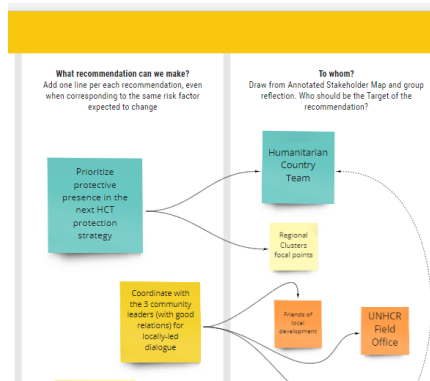 What recommendation can we make?
Add one line per each recommendation, even
when corresponding to the same risk factor
expected to change
To whom?
Draw from Annotated Stakeholder Map and group
reflection. Who should be the Target of the
recommendation?
Prioritize
protective
presence in the
next HCT
protection
strategy
Humanitarian
Country
Team
Regional
Clusters
focal points
Coordinate with
the 3 community
leaders (with good
relations) for
locally-led
dialogue
Friends of
local
development
UNHCR
Field
Office